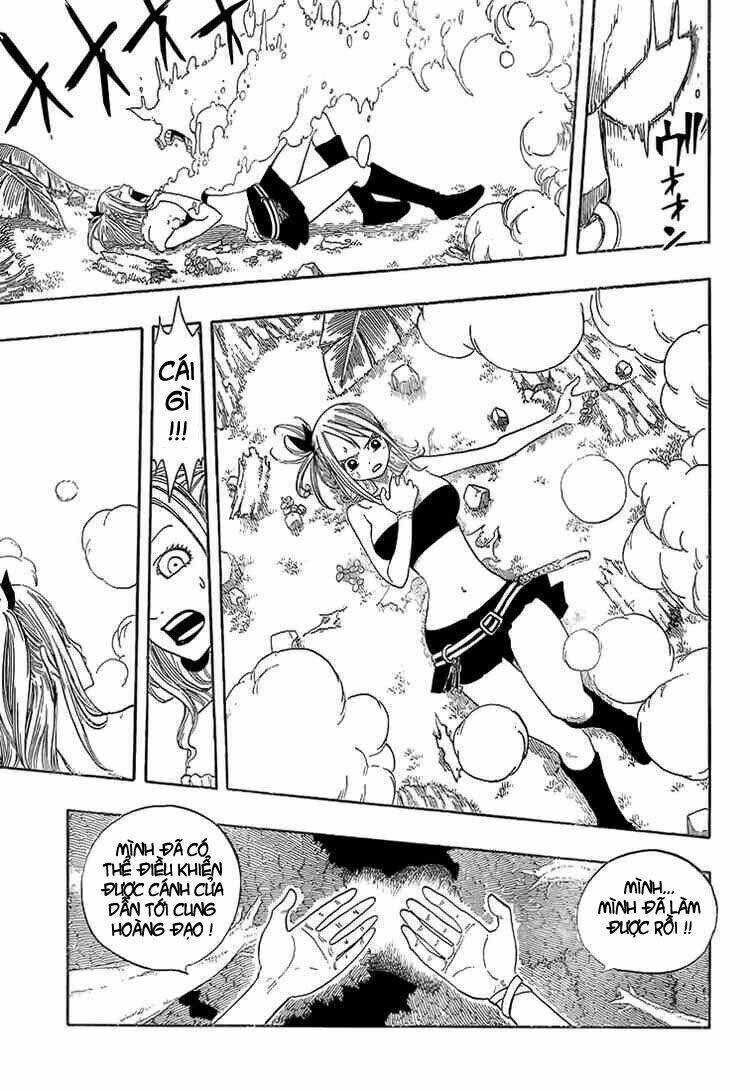 ヴォオオン
CÁI
GÌ
!!!
MÌNH...
MÌNH ĐÃ LÀM
ĐƯỢC RỒI !!
MÌNH ĐÃ CÓ
THỂ ĐIỀU KHIỂN
ĐƯỢC CÁNH CỬA
DẪN TỚI CUNG
HOÀNG ĐẠO !